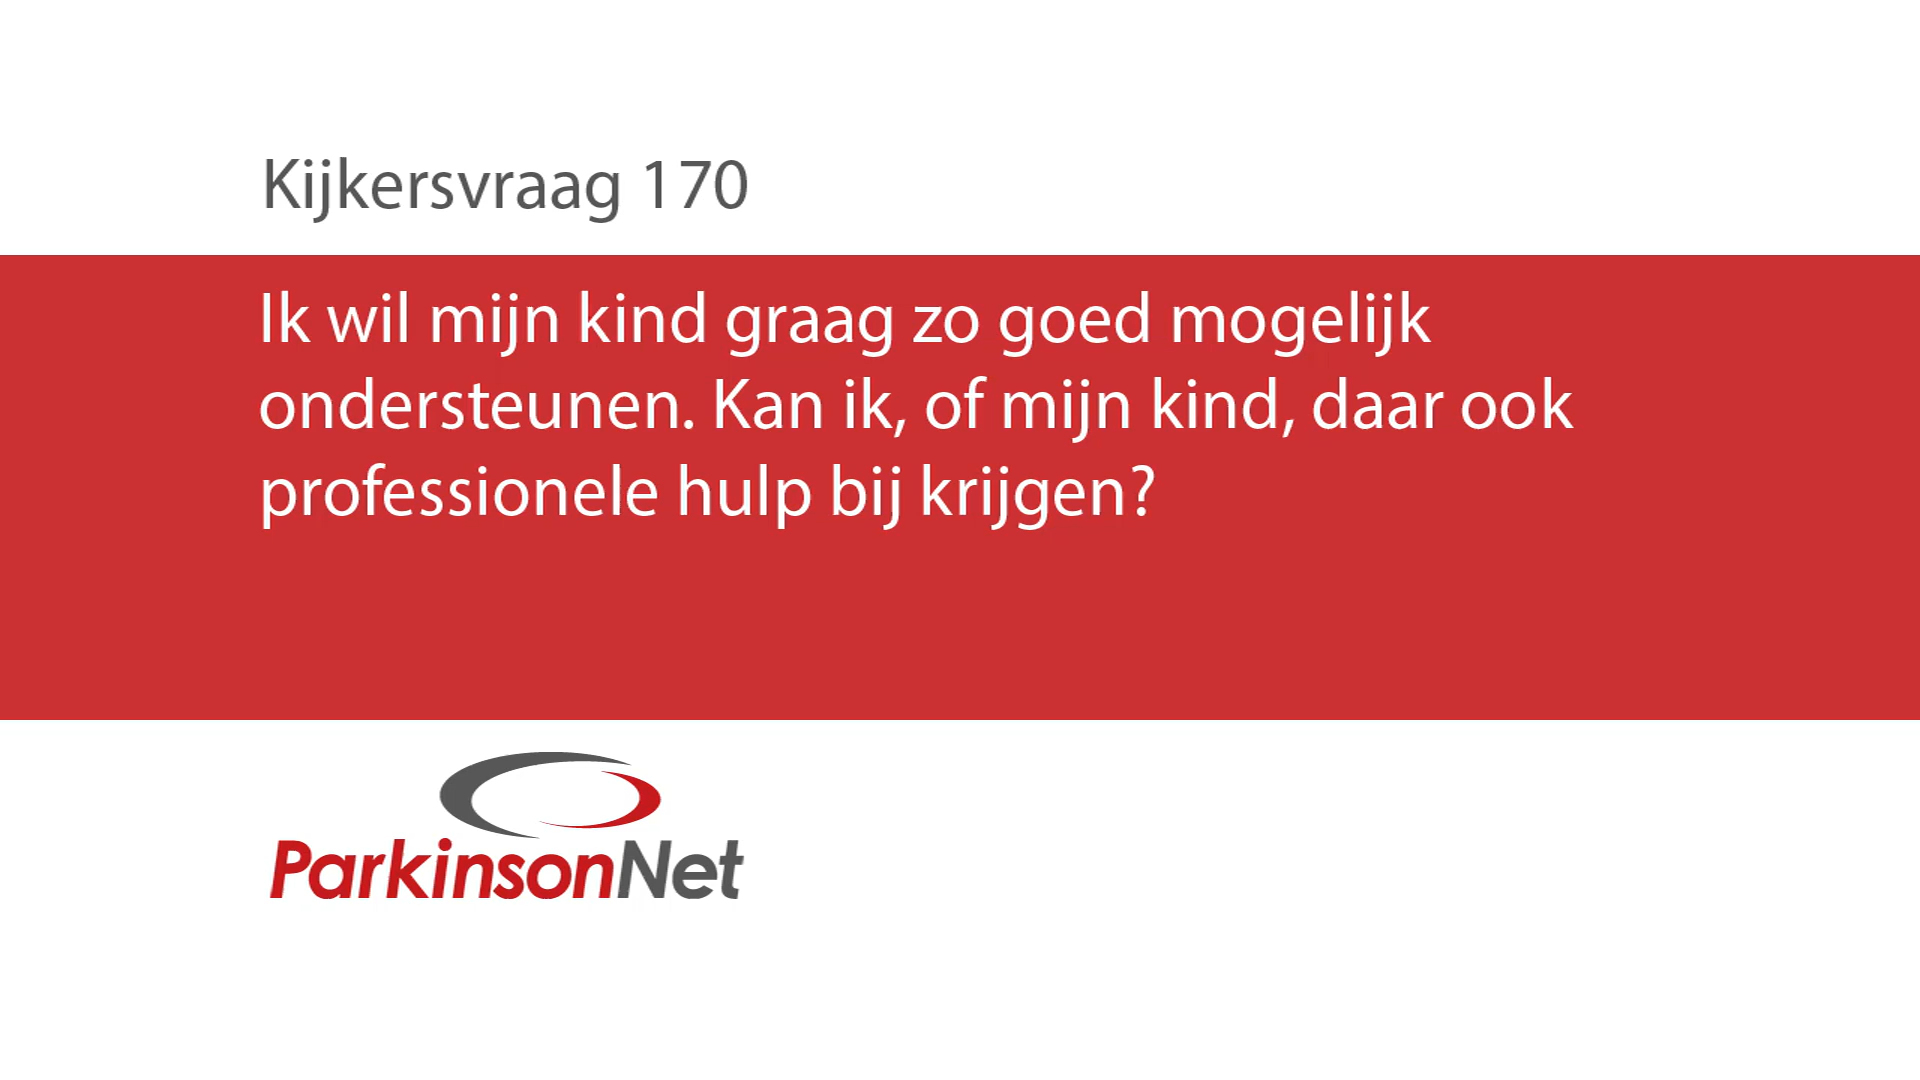 Kijkersvraag 170
Ik wil mijn kind graag zo goed mogelijk
ondersteunen. Kan ik, of mijn kind, daar ook
professionele hulp bij krijgen?
ParkinsonNet